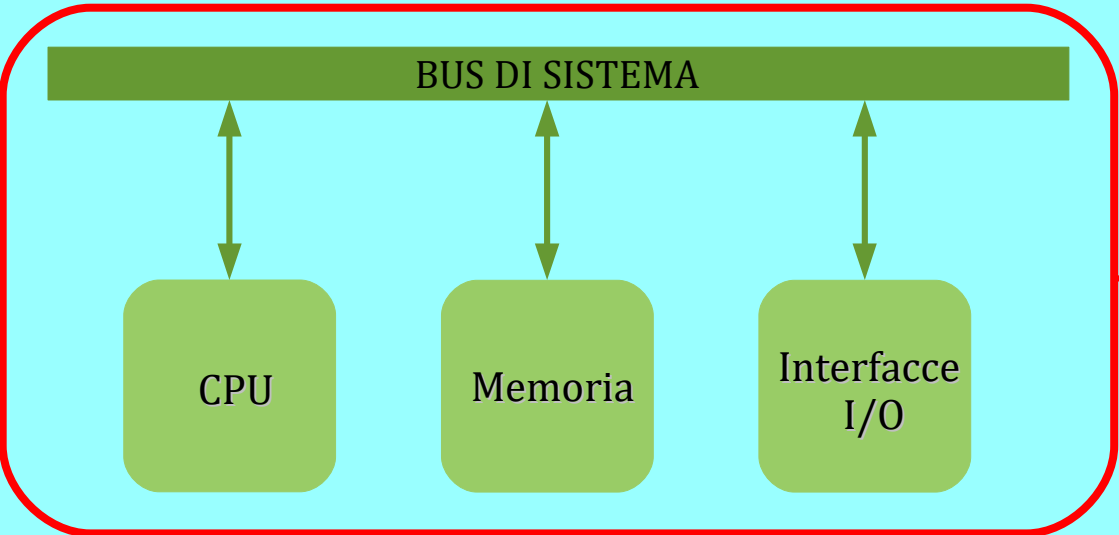 BUS DI SISTEMA
CPU
Memoria
Interfacce
I/O